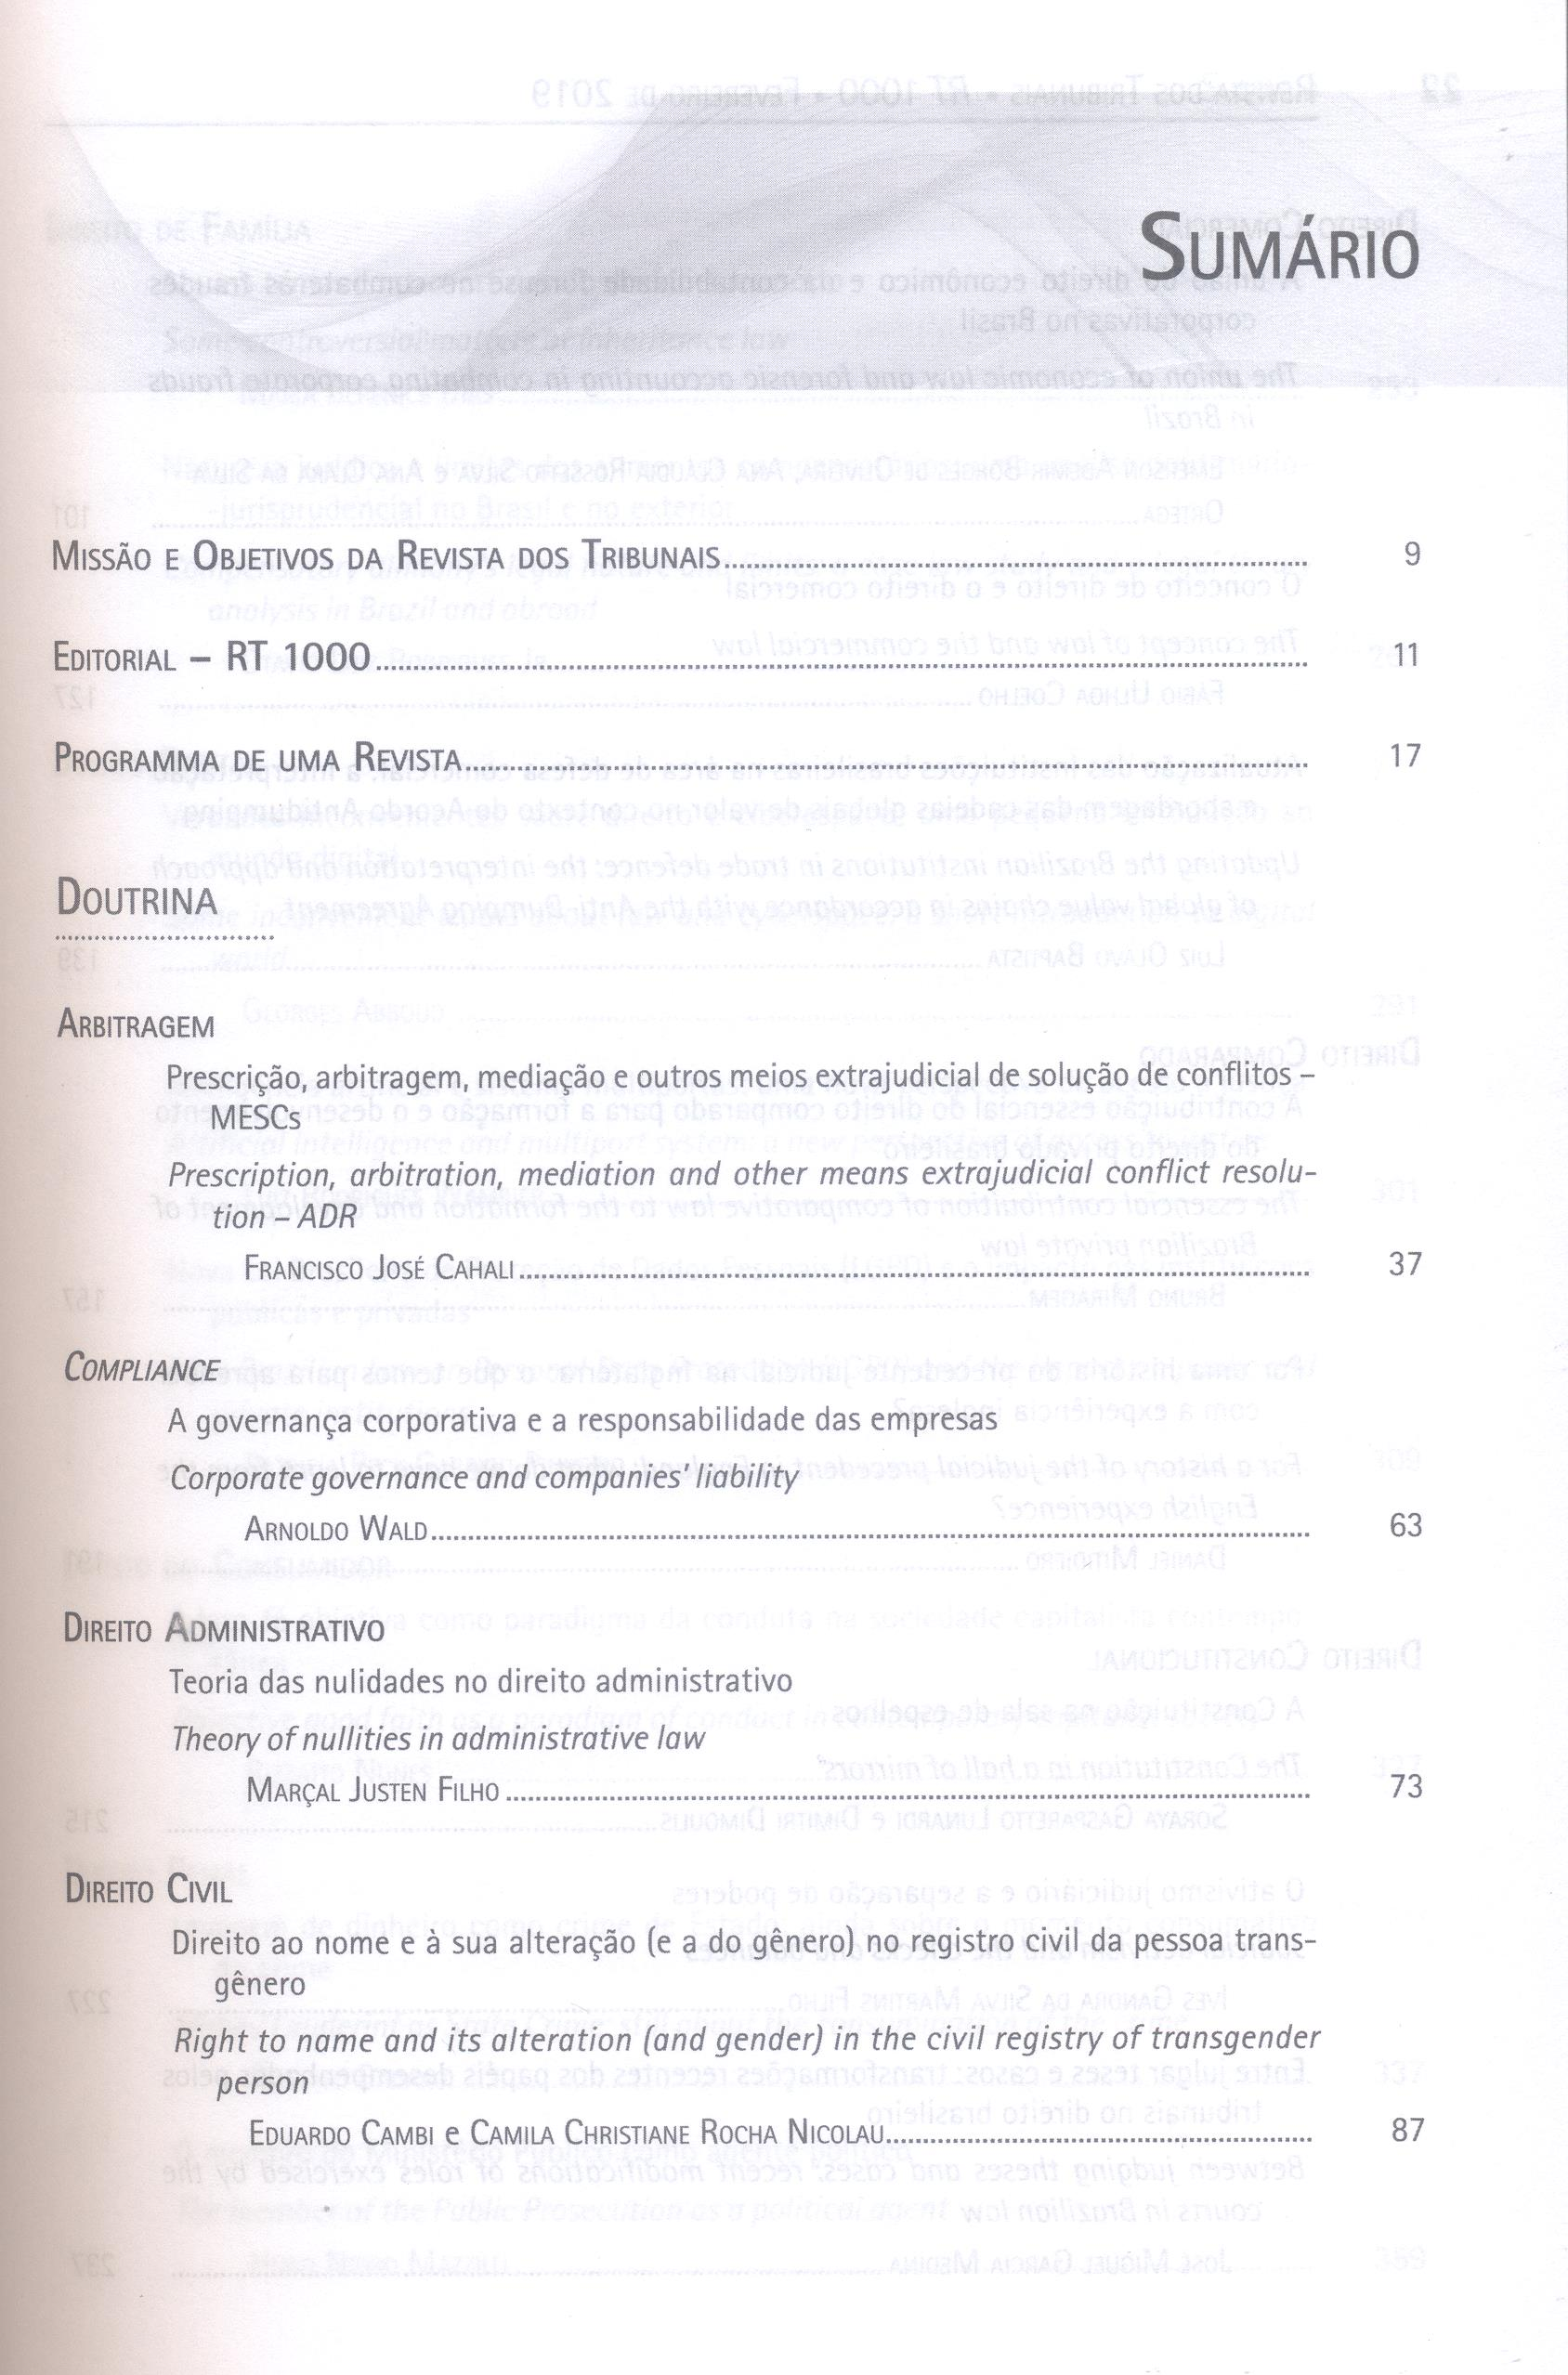 SUMÁRIO
MISSÃO E OBJETIVOS DA REVISTA DOS TRIBUNAIS 9
EDITORIAL – RT 1000 11
PROGRAMMA DE UMA REVISTA 17
DOUTRINA
ARBITRAGEM
Prescrição, arbitragem, mediação e outros meios extrajudicial de solução de conflitos –
MESCs
Prescription, arbitration, mediation and other means extrajudicial conflict resolu-
tion – ADR
FRANCISCO JOSÉ CAHALI 37
COMPLIANCE
A governança corporativa e a responsabilidade das empresas
Corporate governance and companies' liability
ARNOLDO WALD 63
DIREITO ADMINISTRATIVO
Teoria das nulidades no direito administrativo
Theory of nullities in administrative law
MARÇAL JUSTEN FILHO 73
DIREITO CIVIL
Direito ao nome e à sua alteração (e a do gênero) no registro civil da pessoa trans-
gênero
Right to name and its alteration (and gender) in the civil registry of transgender
person
EDUARDO CAMBI e CAMILA CHRISTIANE ROCHA NICOLAU 87